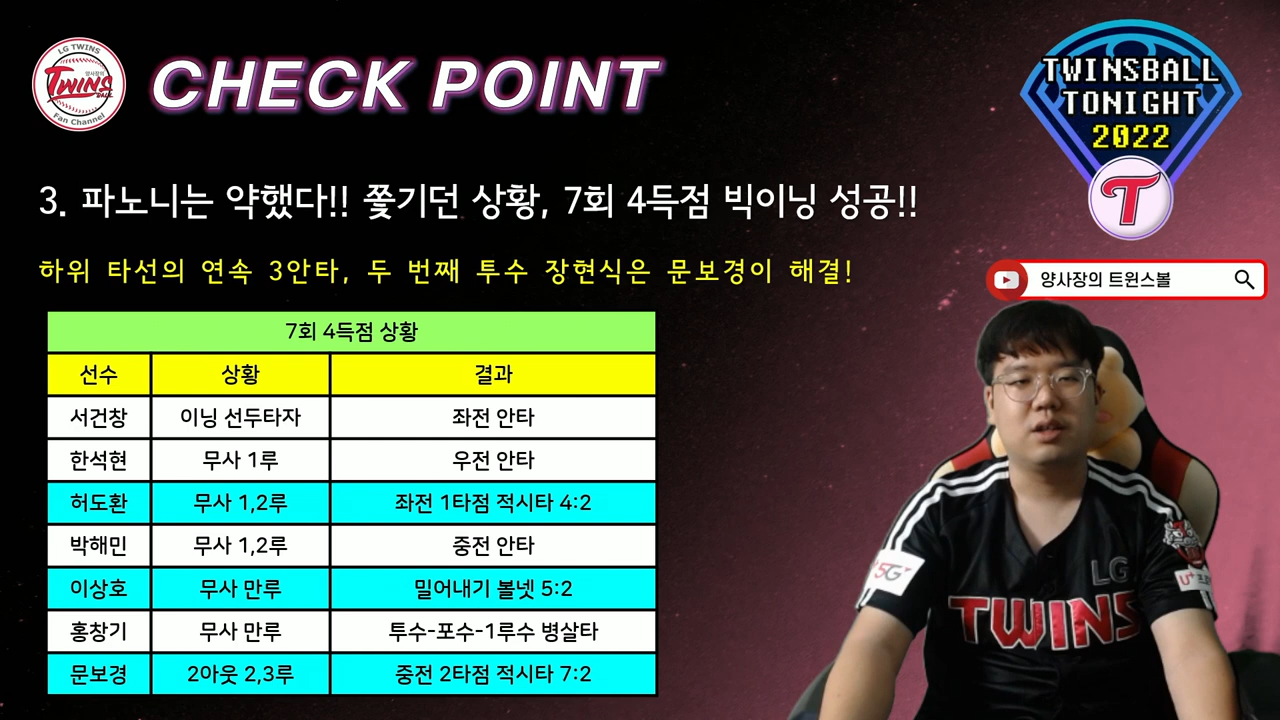 LG TWINS
양사장의
TWINS
BALL
Fan Channel
CHECK POINT
TWINSBALL
TONIGHT
2022
T
3. 파노니는 약했다!! 쫓기던 상황, 7회 4득점 빅이닝 성공!!
하위 타선의 연속 3안타, 두 번째 투수 장현식은 문보경이 해결!
양사장의 트윈스볼
7회 4득점 상황
선수 상황 결과
서건창 이닝 선두타자 좌전 안타
한석현 무사 1루 우전 안타
허도환 무사 1,2루 좌전 1타점 적시타 4:2
박해민 무사 1,2루 중전 안타
이상호 무사 만루 밀어내기 볼넷 5:2
홍창기 무사 만루 투수-포수-1루수 병살타
문보경 2아웃 2,3루 중전 2타점 적시타 7:2
5G
LG
U+
TWINS